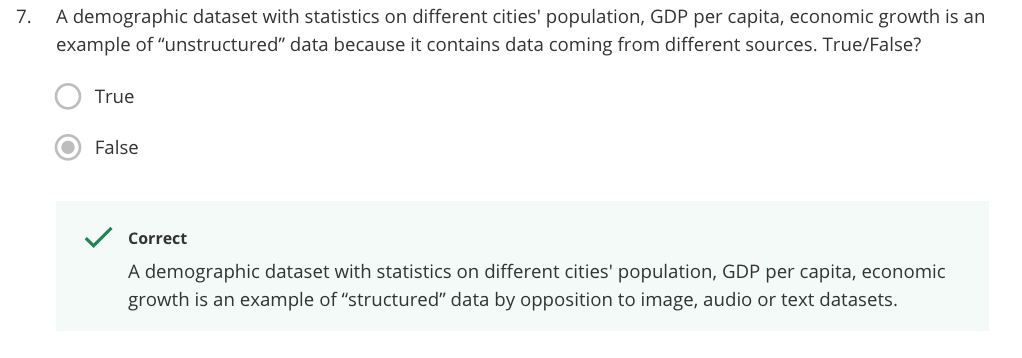 7. A demographic dataset with statistics on different cities' population, GDP per capita, economic growth is an
example of “unstructured” data because it contains data coming from different sources. True/False?
True
False
Correct
A demographic dataset with statistics on different cities' population, GDP per capita, economic
growth is an example of “structured” data by opposition to image, audio or text datasets.